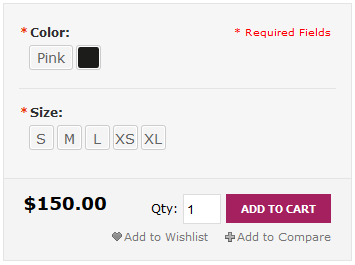 * Color:
* Required Fields
Pink
* Size:
S M L XS XL
$150.00 Qty: 1 ADD TO CART
Add to Wishlist Add to Compare